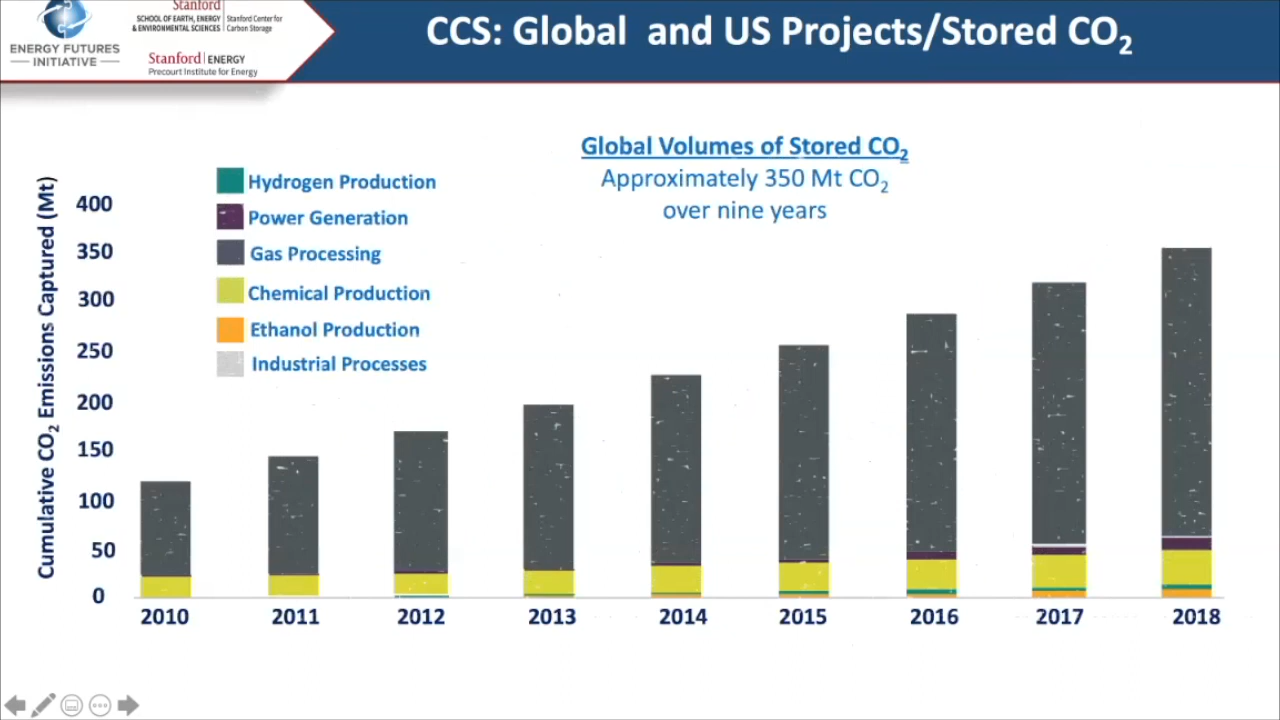 Stanford
SCHOOL OF EARTH, ENERGY
& ENVIRONMENTAL SCIENCES
Stanford Center for
Carbon Storage
ENERGY FUTURES
INITIATIVE
Stanford | ENERGY
Precourt Institute for Energy
CCS: Global and US Projects/Stored CO₂
Global Volumes of Stored CO₂
Approximately 350 Mt CO₂
over nine years
Hydrogen Production
Power Generation
Gas Processing
Chemical Production
Ethanol Production
Industrial Processes
Cumulative CO₂ Emissions Captured (Mt)
400
350
300
250
200
150
100
50
0
2010
2011
2012
2013
2014
2015
2016
2017
2018